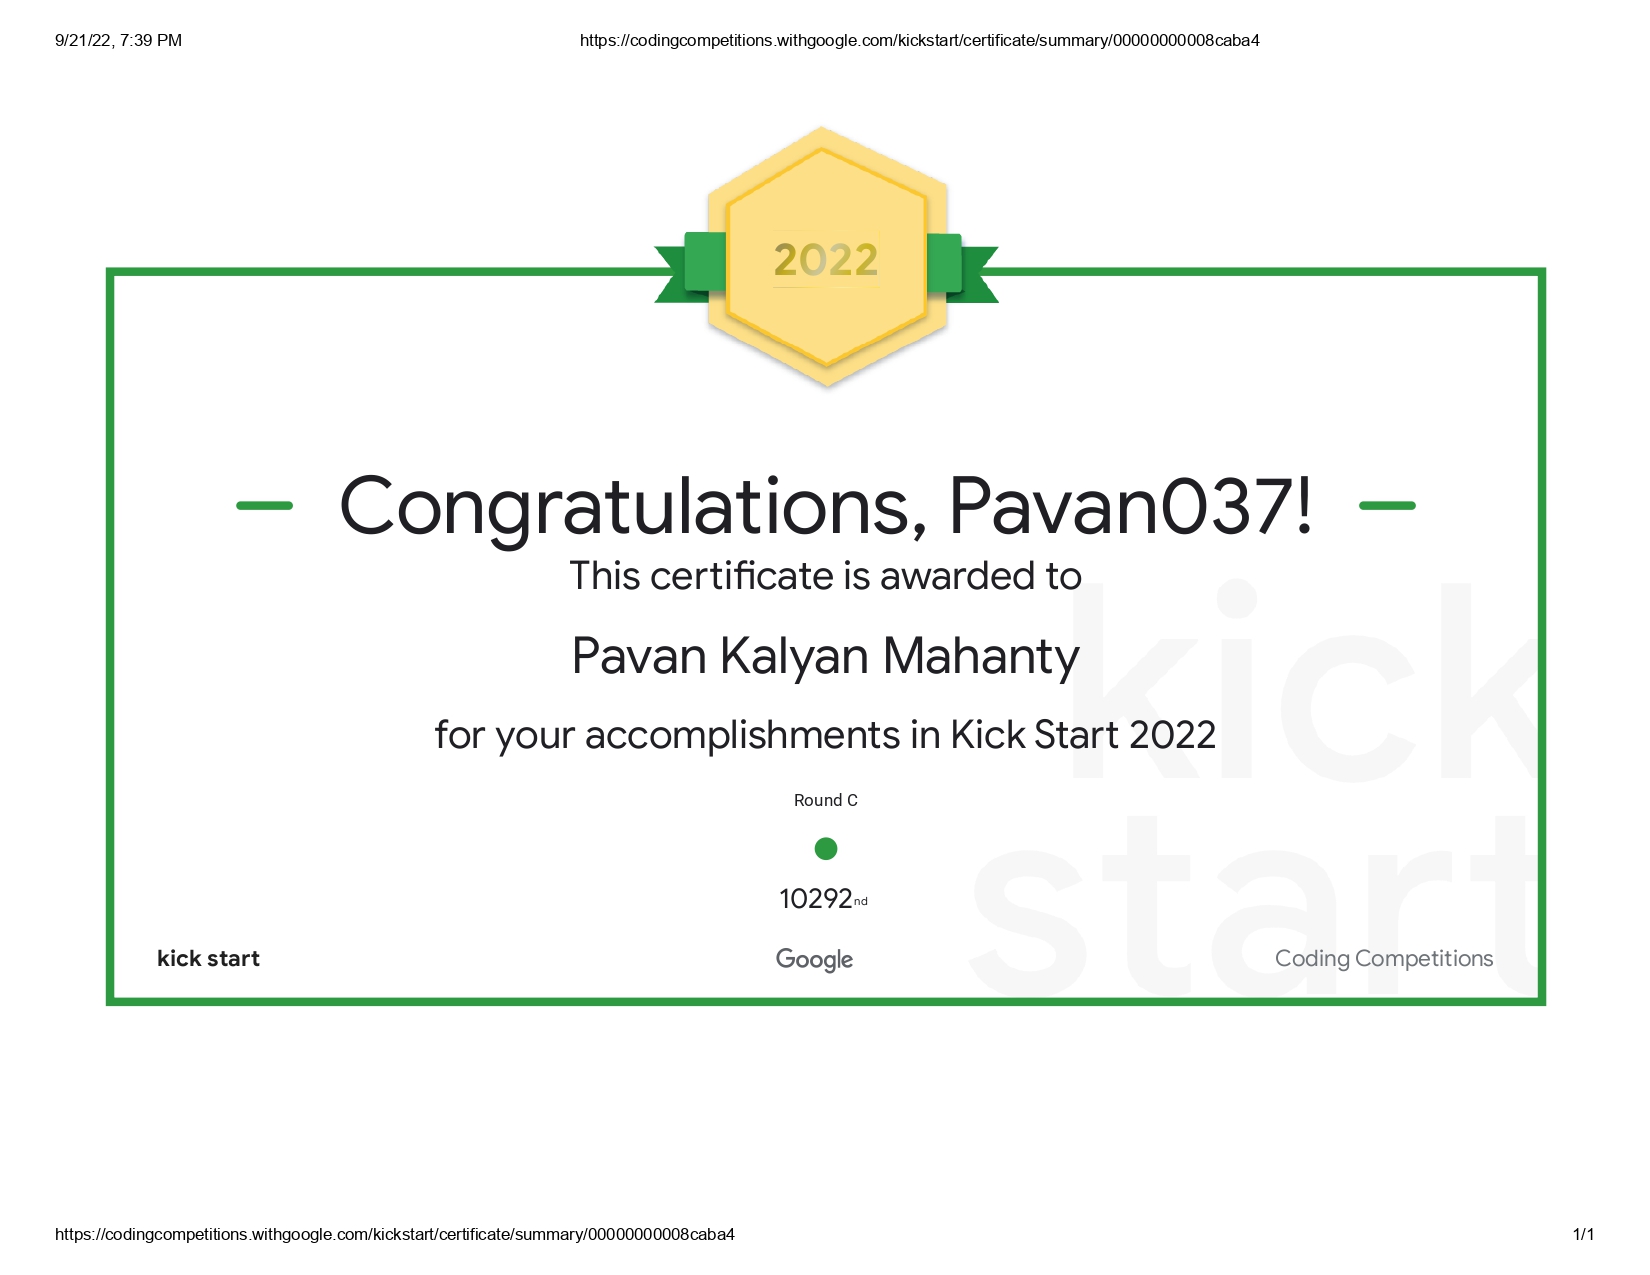 9/21/22, 7:39 PM https://codingcompetitions.withgoogle.com/kickstart/certificate/summary/00000000008caba4
2022
Congratulations, Pavan037!
This certificate is awarded to
Pavan Kalyan Mahanty
for your accomplishments in Kick Start 2022
kick
Round C
start
10292nd
kick start Google Coding Competitions
https://codingcompetitions.withgoogle.com/kickstart/certificate/summary/00000000008caba4 1/1